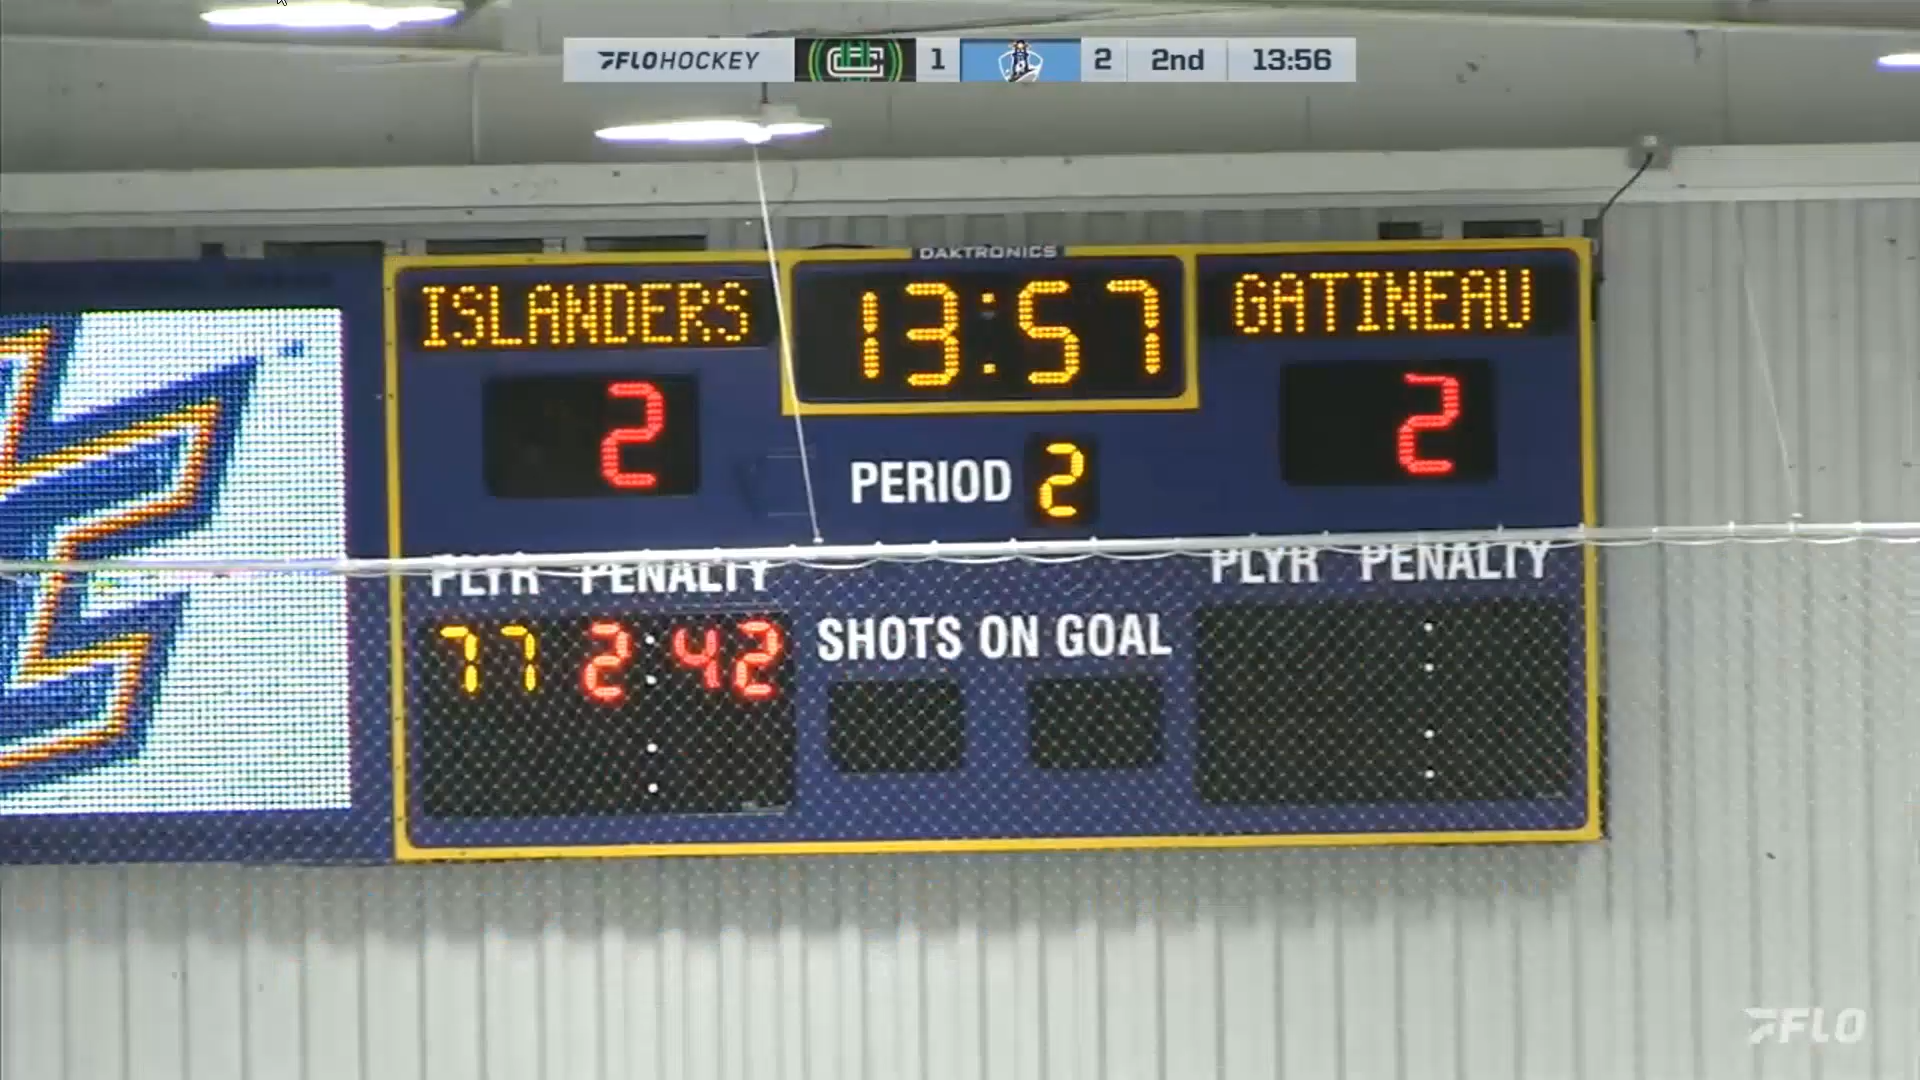 FLOHOCKEY 1 2 2nd 13:56
DAKTRONICS
ISLANDERS 13:57 GATINEAU
2 2
PERIOD 2
PLYR PENALTY PLYR PENALTY
77 2:42
SHOTS ON GOAL
FLO